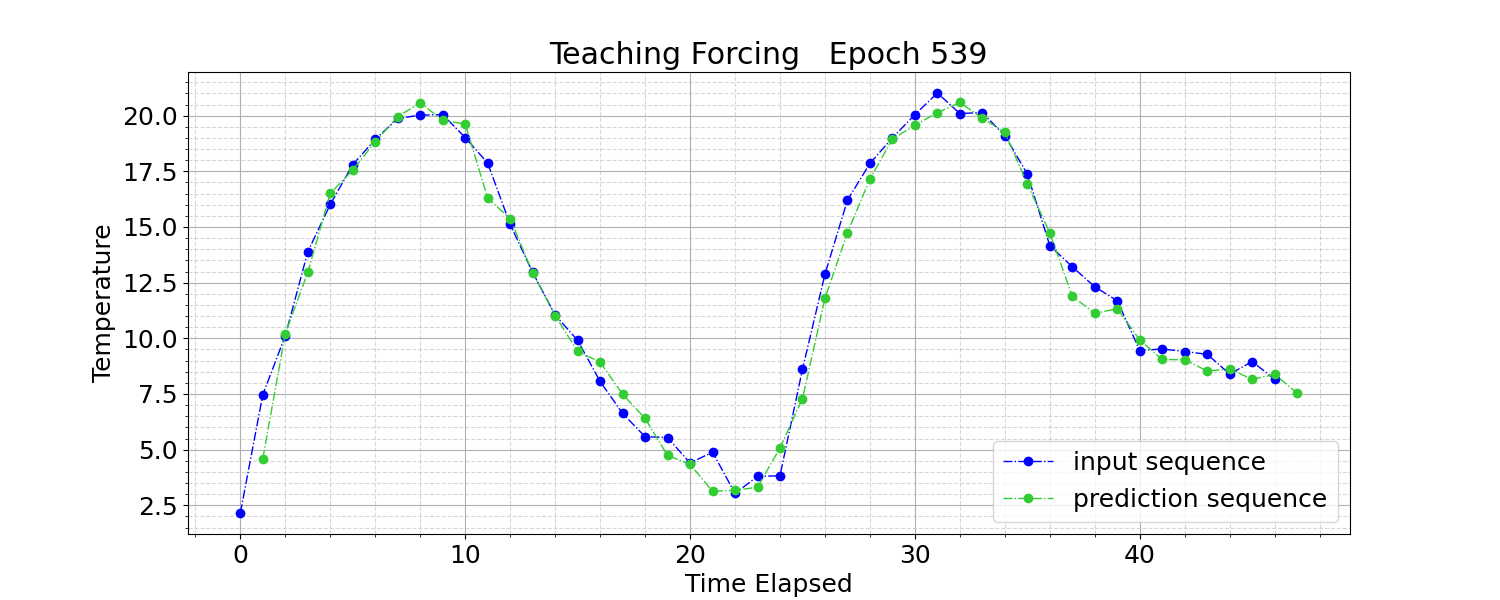 Teaching Forcing   Epoch 539
Temperature
20.0
17.5
15.0
12.5
10.0
7.5
5.0
2.5
input sequence
prediction sequence
0 10 20 30 40
Time Elapsed